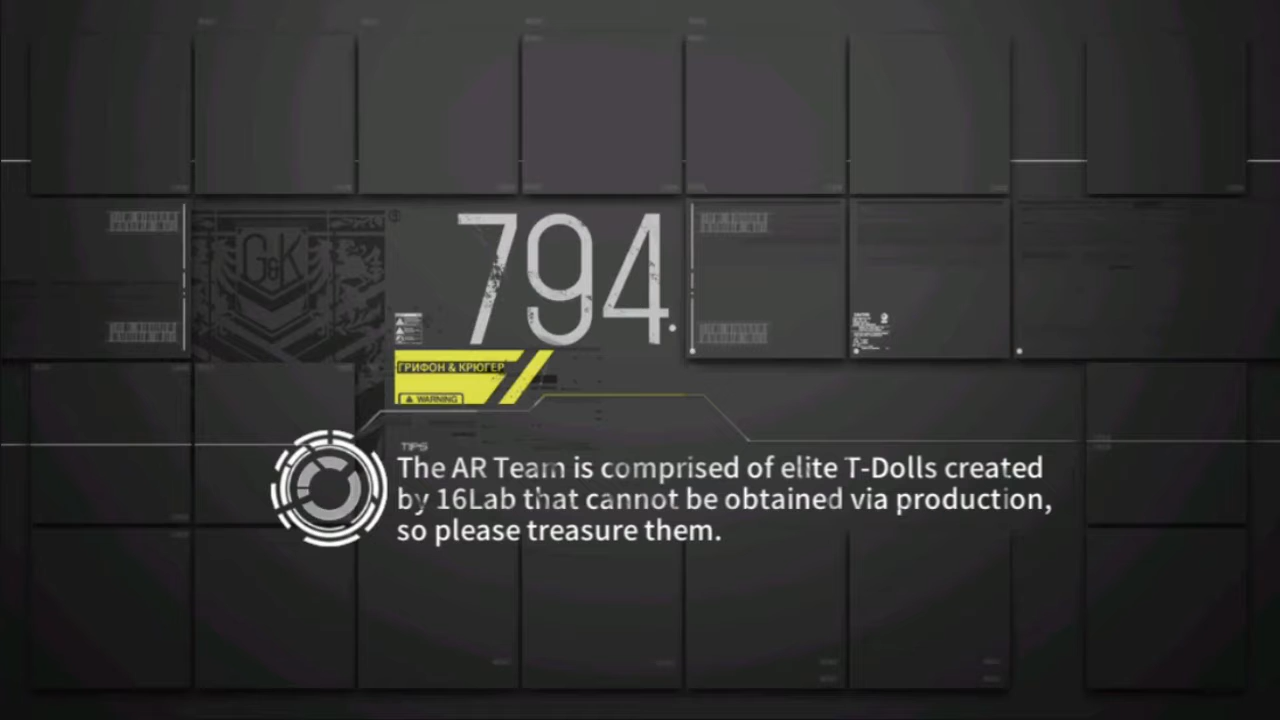 G&K
794.
ГРИФОН & КРЮГЕР
WARNING
TIPS
The AR Team is comprised of elite T-Dolls created
by 16Lab that cannot be obtained via production,
so please treasure them.